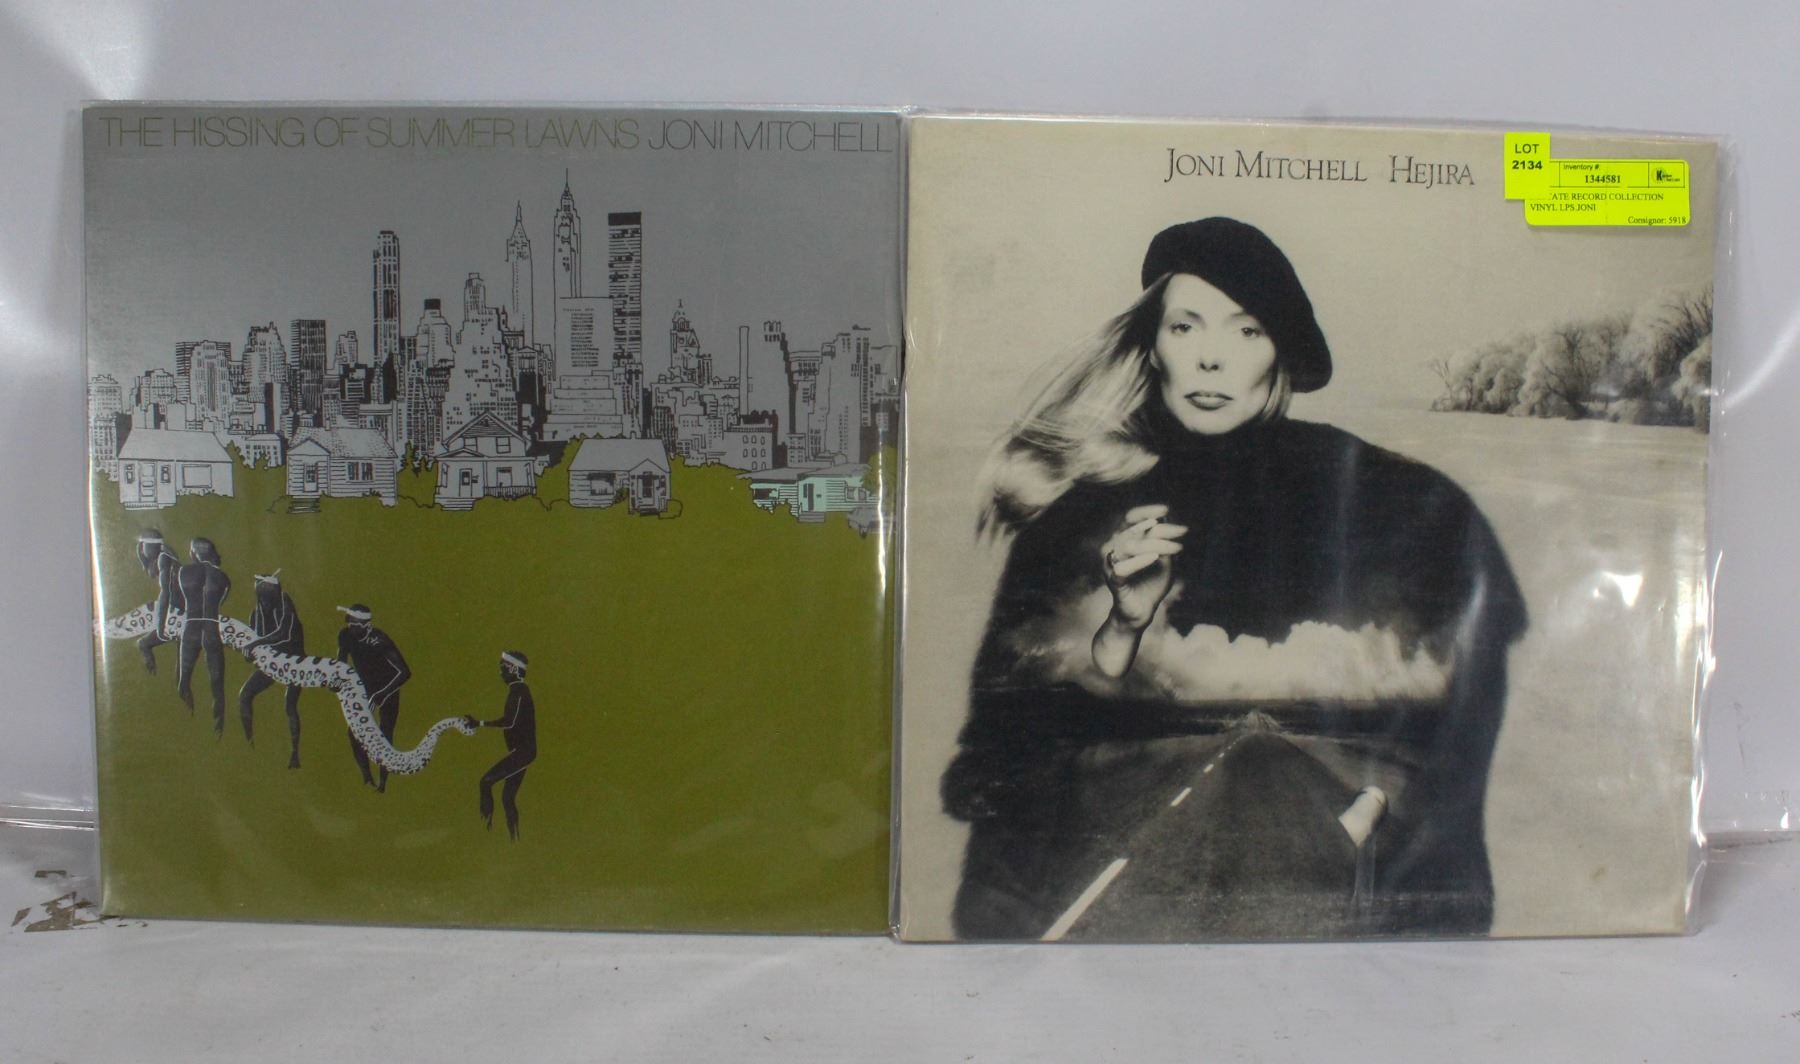 THE HISSING OF SUMMER LAWNS JONI MITCHELL
JONI MITCHELL HEJIRA
LOT
2134
Inventory #:
1344581
ATE RECORD COLLECTION
VINYL LPS JONI
Consignor: 5918